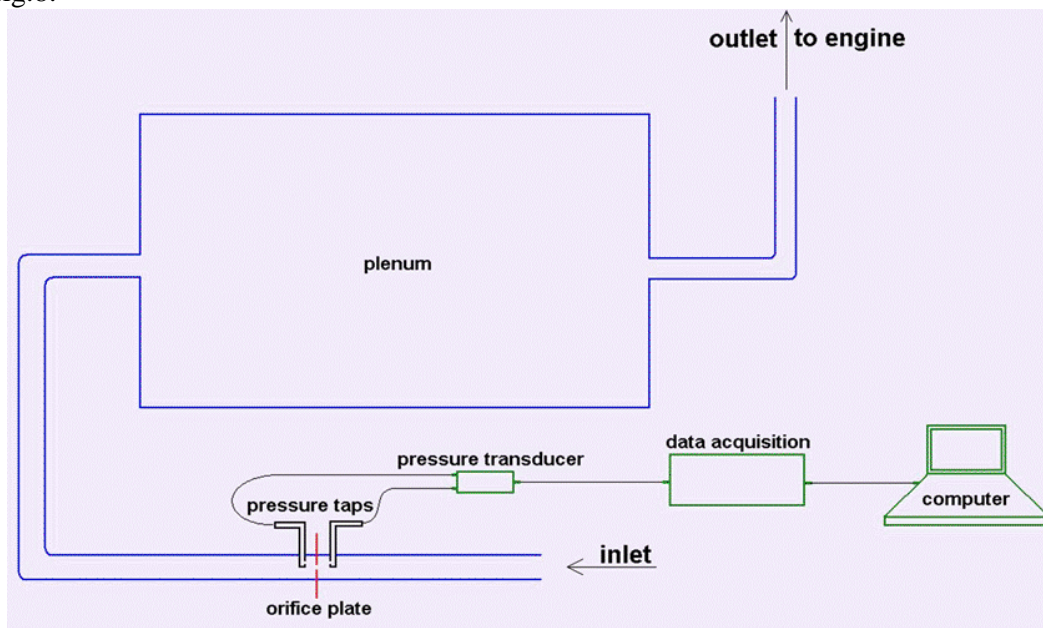 outlet to engine
plenum
data acquisition
pressure transducer
computer
pressure taps
inlet
orifice plate